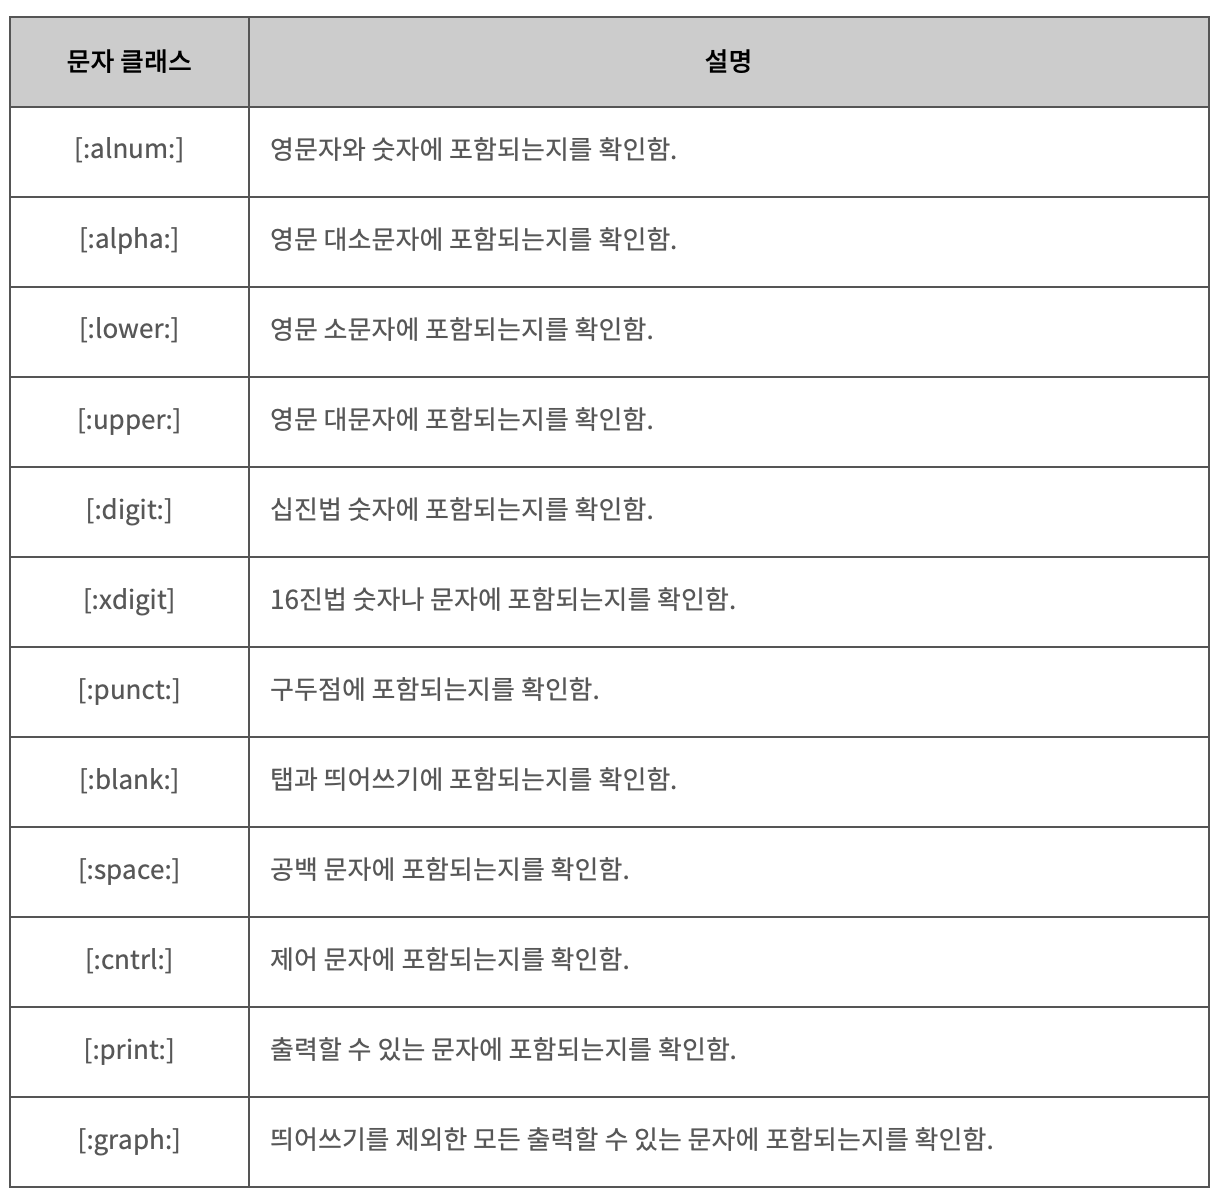 문자 클래스 설명
[:alnum:] 영문자와 숫자에 포함되는지를 확인함.
[:alpha:] 영문 대소문자에 포함되는지를 확인함.
[:lower:] 영문 소문자에 포함되는지를 확인함.
[:upper:] 영문 대문자에 포함되는지를 확인함.
[:digit:] 십진법 숫자에 포함되는지를 확인함.
[:xdigit] 16진법 숫자나 문자에 포함되는지를 확인함.
[:punct:] 구두점에 포함되는지를 확인함.
[:blank:] 탭과 띄어쓰기에 포함되는지를 확인함.
[:space:] 공백 문자에 포함되는지를 확인함.
[:cntrl:] 제어 문자에 포함되는지를 확인함.
[:print:] 출력할 수 있는 문자에 포함되는지를 확인함.
[:graph:] 띄어쓰기를 제외한 모든 출력할 수 있는 문자에 포함되는지를 확인함.